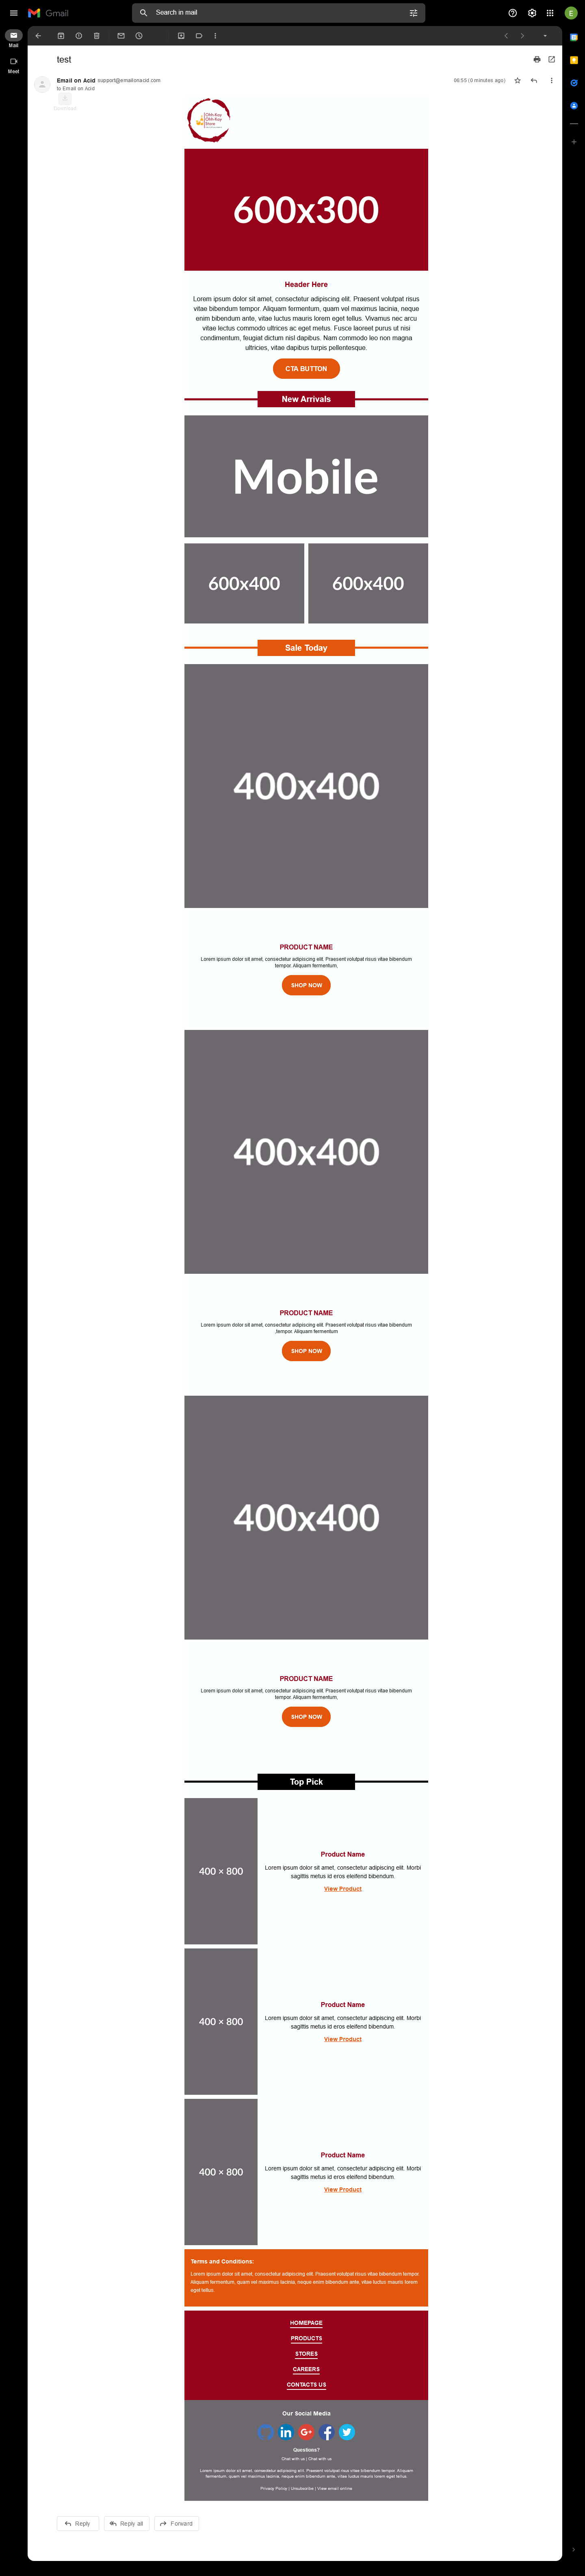 Gmail
Search in mail
Mail
Meet
test
Email on Acid support@emailonacid.com
06:55 (0 minutes ago)
to Email on Acid
Download
600x300
Header Here
Lorem ipsum dolor sit amet, consectetur adipiscing elit. Praesent volutpat risus
vitae bibendum tempor. Aliquam fermentum, quam vel maximus lacinia, neque
enim bibendum ante, vitae luctus mauris lorem eget tellus. Vivamus nec arcu
vitae lectus commodo ultrices ac eget metus. Fusce laoreet purus ut nisi
condimentum, feugiat dictum nisl dapibus. Nam commodo leo non magna
ultricies, vitae dapibus turpis pellentesque.
CTA BUTTON
New Arrivals
Mobile
600x400 600x400
Sale Today
400x400
PRODUCT NAME
Lorem ipsum dolor sit amet, consectetur adipiscing elit. Praesent volutpat risus vitae bibendum
tempor. Aliquam fermentum,
SHOP NOW
400x400
PRODUCT NAME
Lorem ipsum dolor sit amet, consectetur adipiscing elit. Praesent volutpat risus vitae bibendum
,tempor. Aliquam fermentum
SHOP NOW
400x400
PRODUCT NAME
Lorem ipsum dolor sit amet, consectetur adipiscing elit. Praesent volutpat risus vitae bibendum
tempor. Aliquam fermentum,
SHOP NOW
Top Pick
400 × 800
Product Name
Lorem ipsum dolor sit amet, consectetur adipiscing elit. Morbi
sagittis metus id eros eleifend bibendum.
View Product
400 × 800
Product Name
Lorem ipsum dolor sit amet, consectetur adipiscing elit. Morbi
sagittis metus id eros eleifend bibendum.
View Product
400 × 800
Product Name
Lorem ipsum dolor sit amet, consectetur adipiscing elit. Morbi
sagittis metus id eros eleifend bibendum.
View Product
Terms and Conditions:
Lorem ipsum dolor sit amet, consectetur adipiscing elit. Praesent volutpat risus vitae bibendum tempor.
Aliquam fermentum, quam vel maximus lacinia, neque enim bibendum ante, vitae luctus mauris lorem
eget tellus.
HOMEPAGE
PRODUCTS
STORES
CAREERS
CONTACTS US
Our Social Media
Questions?
Chat with us | Chat with us
Lorem ipsum dolor sit amet, consectetur adipiscing elit. Praesent volutpat risus vitae bibendum tempor. Aliquam
fermentum, quam vel maximus lacinia, neque enim bibendum ante, vitae luctus mauris lorem eget tellus.
Privacy Policy | Unsubscribe | View email online
Reply Reply all Forward